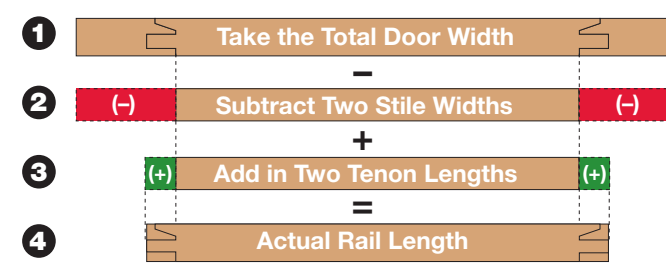 1 Take the Total Door Width
–
2 (–) Subtract Two Stile Widths (–)
+
3 (+) Add in Two Tenon Lengths (+)
=
4 Actual Rail Length